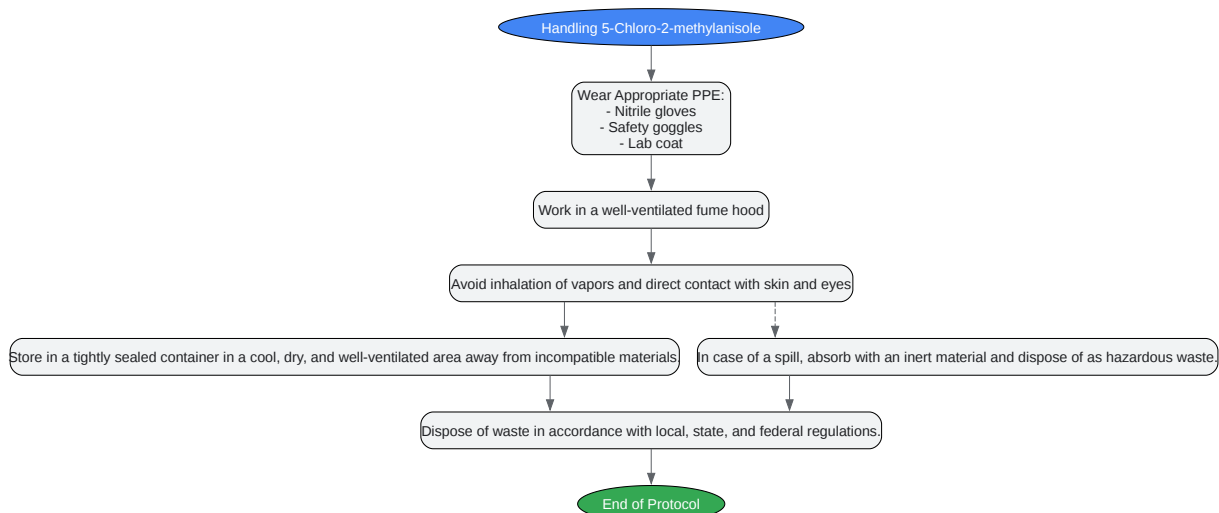 Handling 5-Chloro-2-methylanisole
Wear Appropriate PPE:
- Nitrile gloves
- Safety goggles
- Lab coat
Work in a well-ventilated fume hood
Avoid inhalation of vapors and direct contact with skin and eyes
Store in a tightly sealed container in a cool, dry, and well-ventilated area away from incompatible materials.
In case of a spill, absorb with an inert material and dispose of as hazardous waste.
Dispose of waste in accordance with local, state, and federal regulations.
End of Protocol